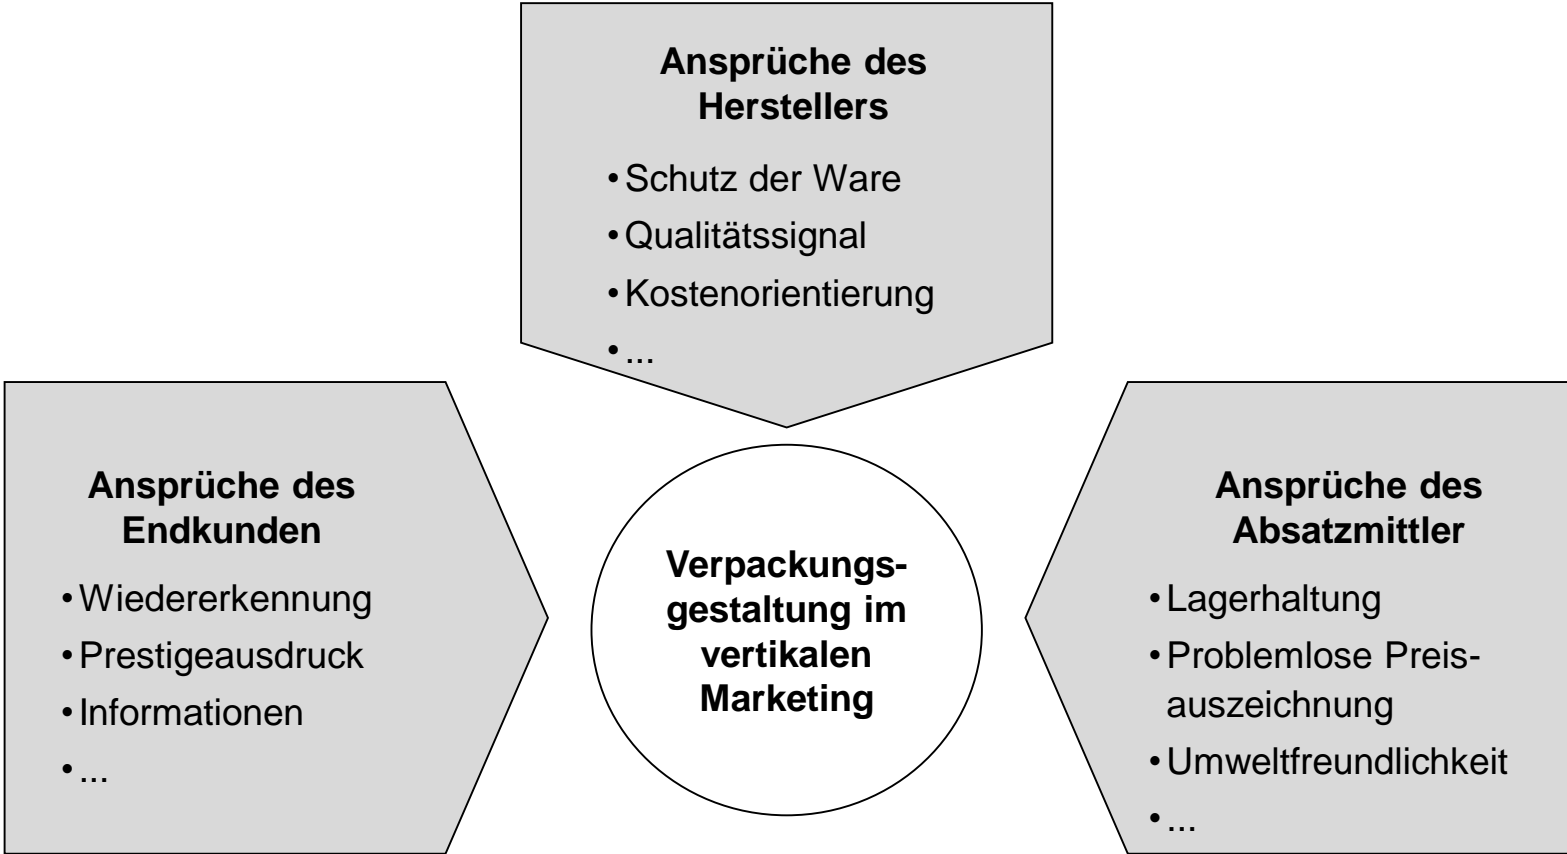 Ansprüche des
Herstellers
•Schutz der Ware
•Qualitätssignal
•Kostenorientierung
•...
Ansprüche des
Endkunden
•Wiedererkennung
•Prestigeausdruck
•Informationen
•...
Verpackungs-
gestaltung im
vertikalen
Marketing
Ansprüche des
Absatzmittler
•Lagerhaltung
•Problemlose Preis-
auszeichnung
•Umweltfreundlichkeit
•...